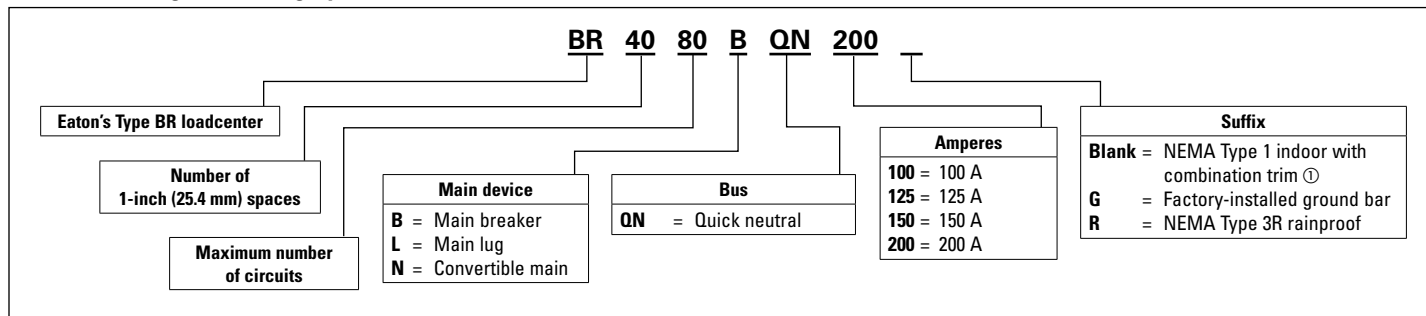 BR 40 80 B QN 200 _
Eaton's Type BR loadcenter
Number of
1-inch (25.4 mm) spaces
Maximum number
of circuits
Main device
B = Main breaker
L = Main lug
N = Convertible main
Bus
QN = Quick neutral
Amperes
100 = 100 A
125 = 125 A
150 = 150 A
200 = 200 A
Suffix
Blank = NEMA Type 1 indoor with
combination trim ①
G = Factory-installed ground bar
R = NEMA Type 3R rainproof